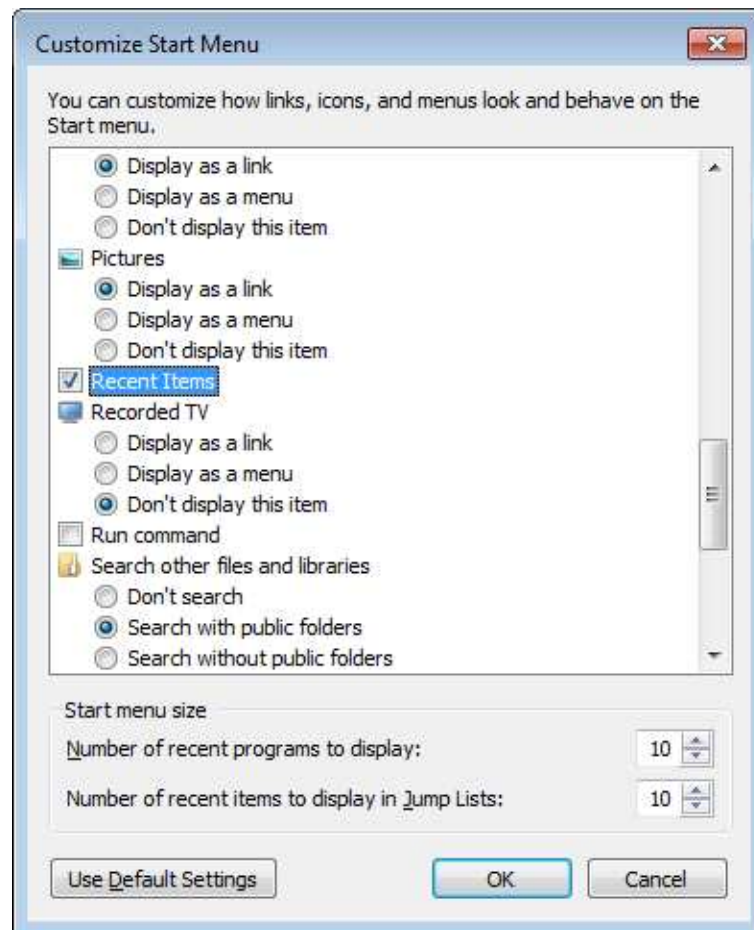 Customize Start Menu
You can customize how links, icons, and menus look and behave on the
Start menu.
Display as a link
Display as a menu
Don't display this item
Pictures
Display as a link
Display as a menu
Don't display this item
Recent Items
Recorded TV
Display as a link
Display as a menu
Don't display this item
Run command
Search other files and libraries
Don't search
Search with public folders
Search without public folders
Start menu size
Number of recent programs to display: 10
Number of recent items to display in Jump Lists: 10
Use Default Settings OK Cancel